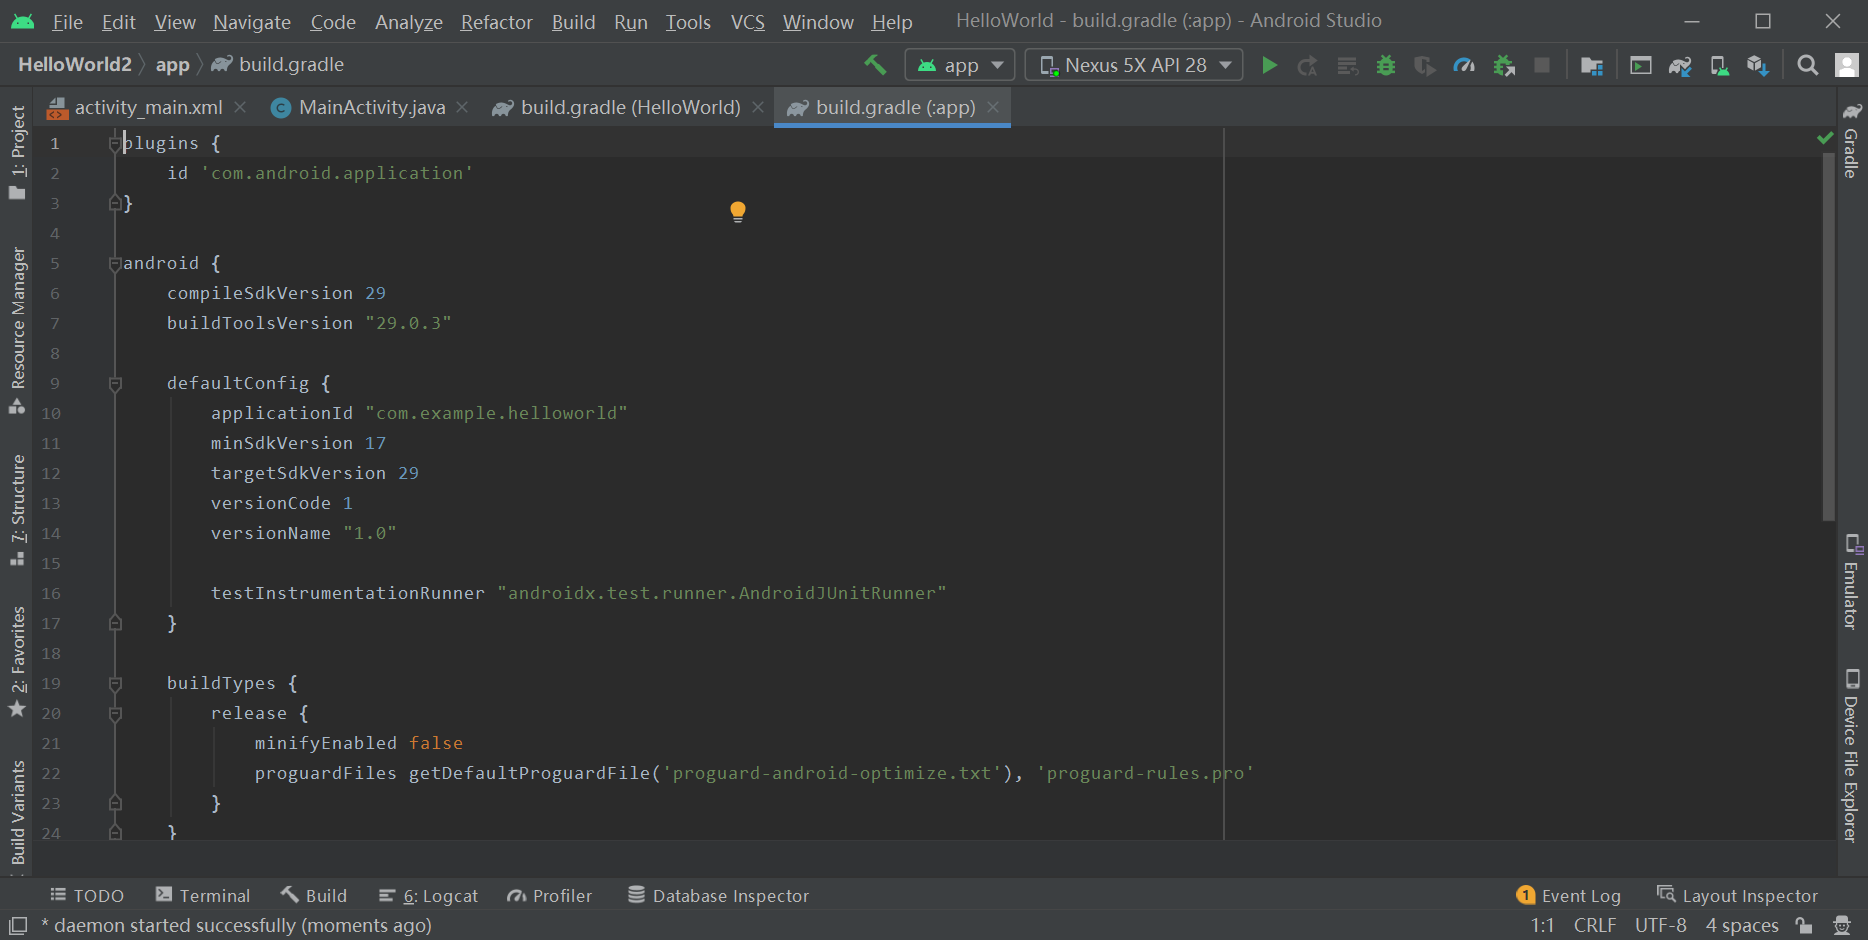 File Edit View Navigate Code Analyze Refactor Build Run Tools VCS Window Help HelloWorld - build.gradle (:app) - Android Studio
HelloWorld2 app build.gradle app Nexus 5X API 28
activity_main.xml MainActivity.java build.gradle (HelloWorld) build.gradle (:app)
1 plugins {
2 id 'com.android.application'
3 }
4
5 android {
6 compileSdkVersion 29
7 buildToolsVersion "29.0.3"
8
9 defaultConfig {
10 applicationId "com.example.helloworld"
11 minSdkVersion 17
12 targetSdkVersion 29
13 versionCode 1
14 versionName "1.0"
15
16 testInstrumentationRunner "androidx.test.runner.AndroidJUnitRunner"
17 }
18
19 buildTypes {
20 release {
21 minifyEnabled false
22 proguardFiles getDefaultProguardFile('proguard-android-optimize.txt'), 'proguard-rules.pro'
23 }
24 }
1: Project
Resource Manager
7: Structure
2: Favorites
Build Variants
Gradle
Emulator
Device File Explorer
TODO Terminal Build 6: Logcat Profiler Database Inspector 1 Event Log Layout Inspector
* daemon started successfully (moments ago) 1:1 CRLF UTF-8 4 spaces